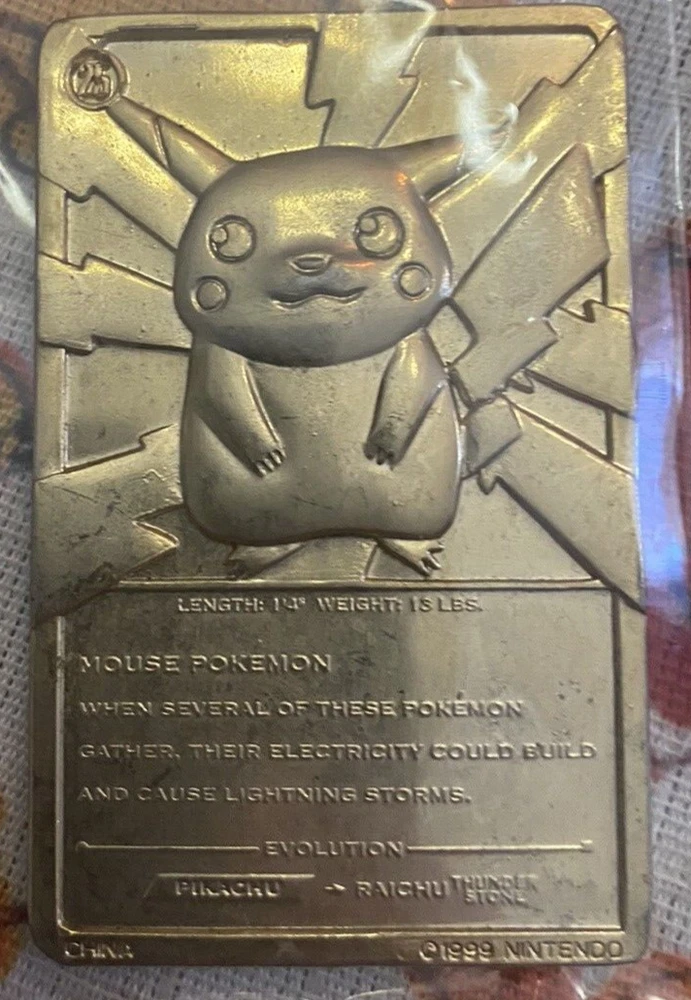 25
LENGTH: 1'4" WEIGHT: 13 LBS.
MOUSE POKEMON
WHEN SEVERAL OF THESE POKÉMON
GATHER, THEIR ELECTRICITY COULD BUILD
AND CAUSE LIGHTNING STORMS.
EVOLUTION
PIKACHU → RAICHU THUNDER STONE
CHINA ©1999 NINTENDO